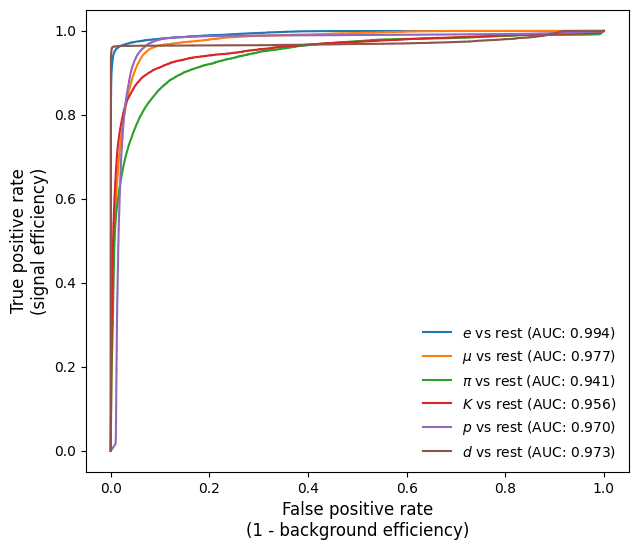 True positive rate
(signal efficiency)
1.0
0.8
0.6
0.4
0.2
0.0
e vs rest (AUC: 0.994)
μ vs rest (AUC: 0.977)
π vs rest (AUC: 0.941)
K vs rest (AUC: 0.956)
p vs rest (AUC: 0.970)
d vs rest (AUC: 0.973)
0.0 0.2 0.4 0.6 0.8 1.0
False positive rate
(1 - background efficiency)